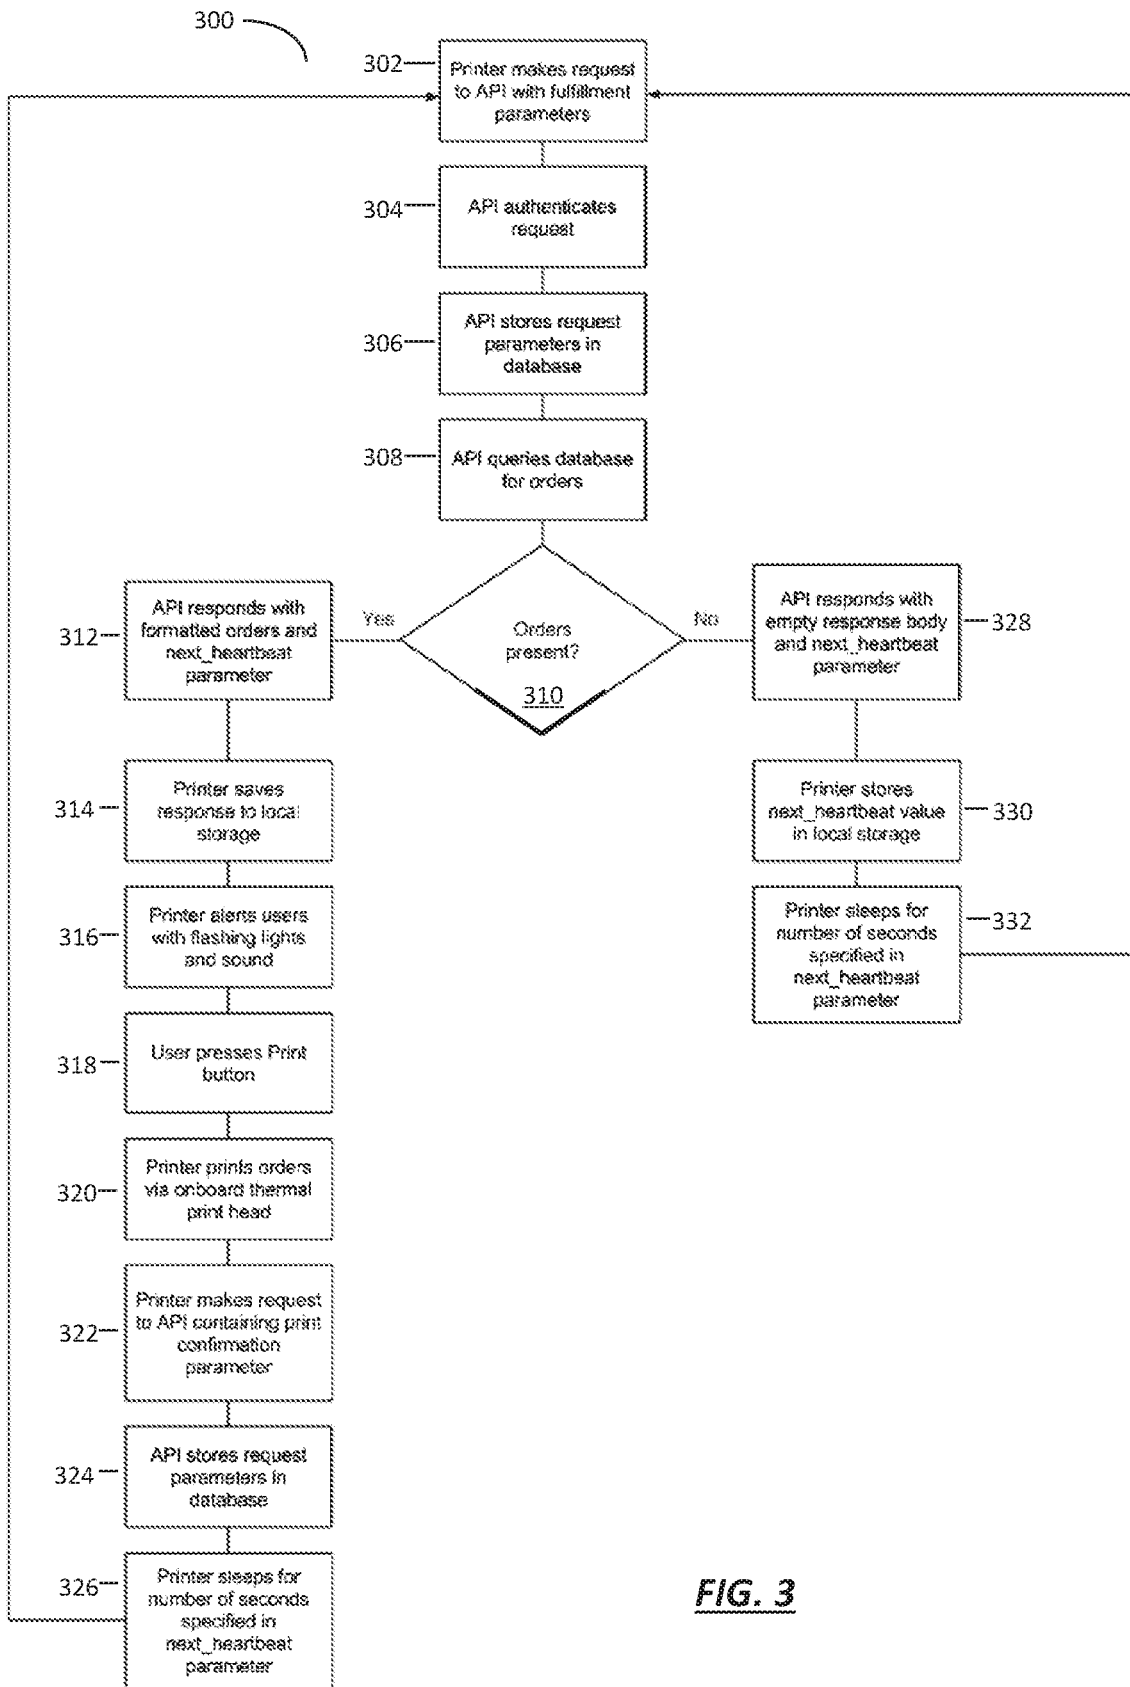 300
302
Printer makes request
to API with fulfillment
parameters
304
API authenticates
request
306
API stores request
parameters in
database
308
API queries database
for orders
Orders
present?
310
Yes
No
312
API responds with
formatted orders and
next_heartbeat
parameter
314
Printer saves
response to local
storage
316
Printer alerts users
with flashing lights
and sound
318
User presses Print
button
320
Printer prints orders
via onboard thermal
print head
322
Printer makes request
to API containing print
confirmation
parameter
324
API stores request
parameters in
database
326
Printer sleeps for
number of seconds
specified in
next_heartbeat
parameter
API responds with
empty response body
and next_heartbeat
parameter
328
Printer stores
next_heartbeat value
in local storage
330
Printer sleeps for
number of seconds
specified in
next_heartbeat
parameter
332
FIG. 3